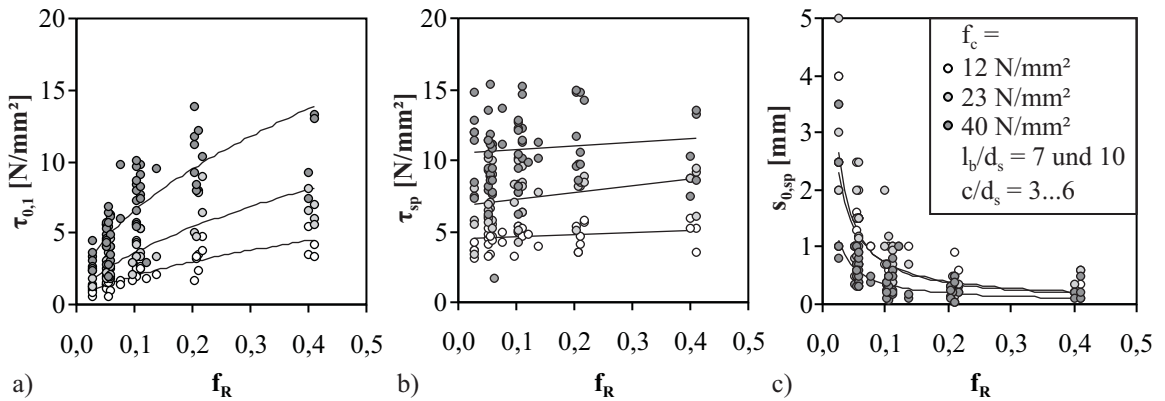 20
15
10
5
0
τ0,1 [N/mm²]
0,0 0,1 0,2 0,3 0,4 0,5
a)
fR
20
15
10
5
0
τsp [N/mm²]
0,0 0,1 0,2 0,3 0,4 0,5
b)
fR
5
4
3
2
1
0
s0,sp [mm]
fc =
12 N/mm²
23 N/mm²
40 N/mm²
lb/ds = 7 und 10
c/ds = 3...6
0,0 0,1 0,2 0,3 0,4 0,5
c)
fR